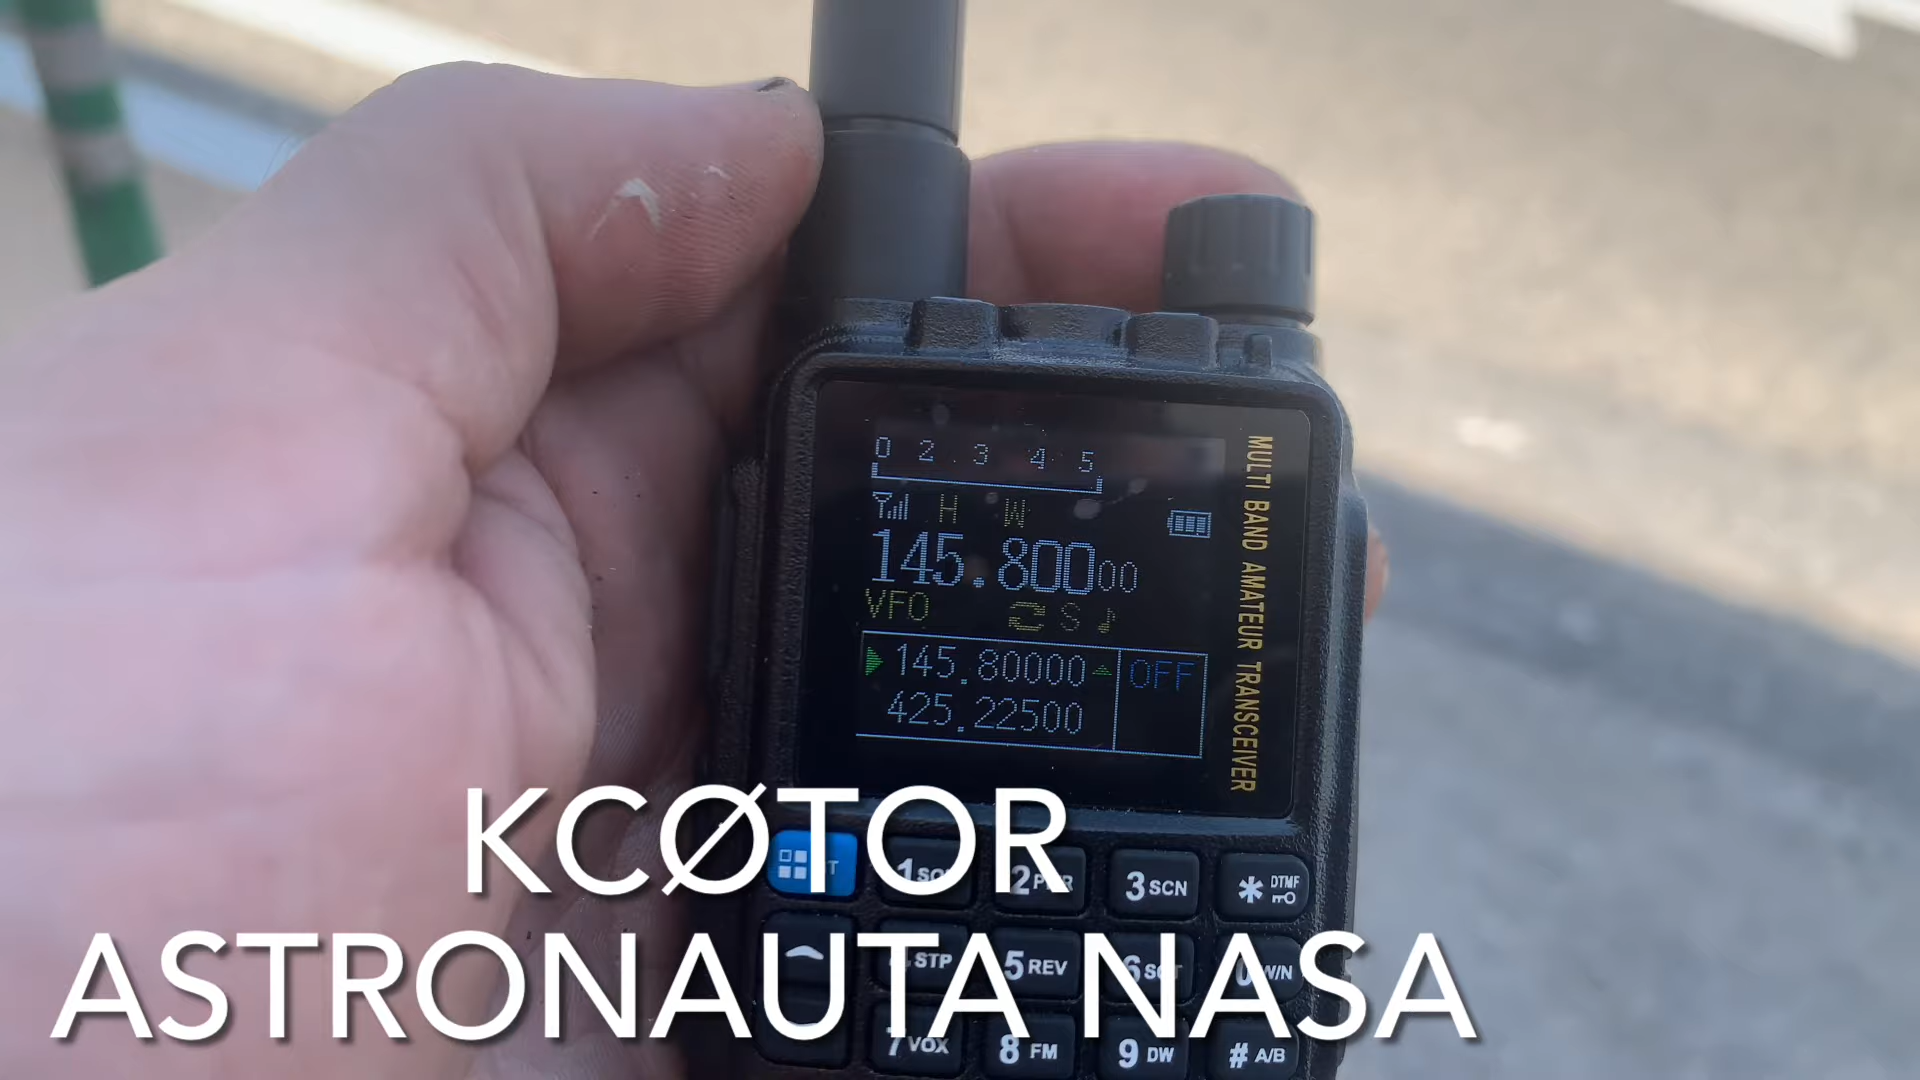 0 2 3 4 5
H W
145.80000
VFO S
145.80000 OFF
425.22500
MULTI BAND AMATEUR TRANSCEIVER
KCØTOR
ASTRONAUTA NASA
3 SCN
* DTMF
STP
5 REV
6
W/N
7 VOX
8 FM
9 DW
# A/B